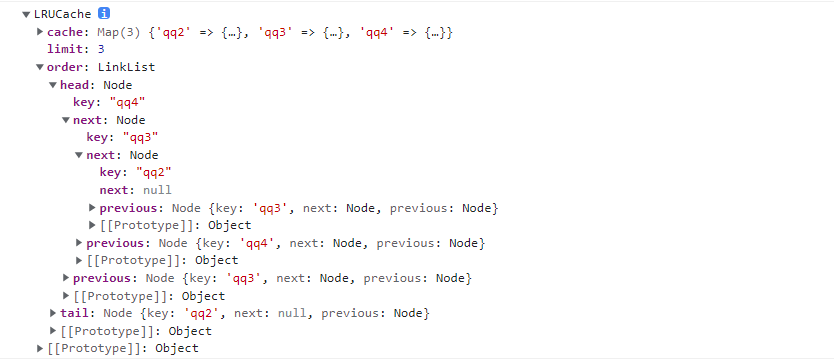 ▼ LRUCache i
▶ cache: Map(3) {'qq2' => {…}, 'qq3' => {…}, 'qq4' => {…}}
limit: 3
▼ order: LinkList
▼ head: Node
key: "qq4"
▼ next: Node
key: "qq3"
▼ next: Node
key: "qq2"
next: null
▶ previous: Node {key: 'qq3', next: Node, previous: Node}
▶ [[Prototype]]: Object
▶ previous: Node {key: 'qq4', next: Node, previous: Node}
▶ [[Prototype]]: Object
▶ previous: Node {key: 'qq3', next: Node, previous: Node}
▶ [[Prototype]]: Object
▶ tail: Node {key: 'qq2', next: null, previous: Node}
▶ [[Prototype]]: Object
▶ [[Prototype]]: Object